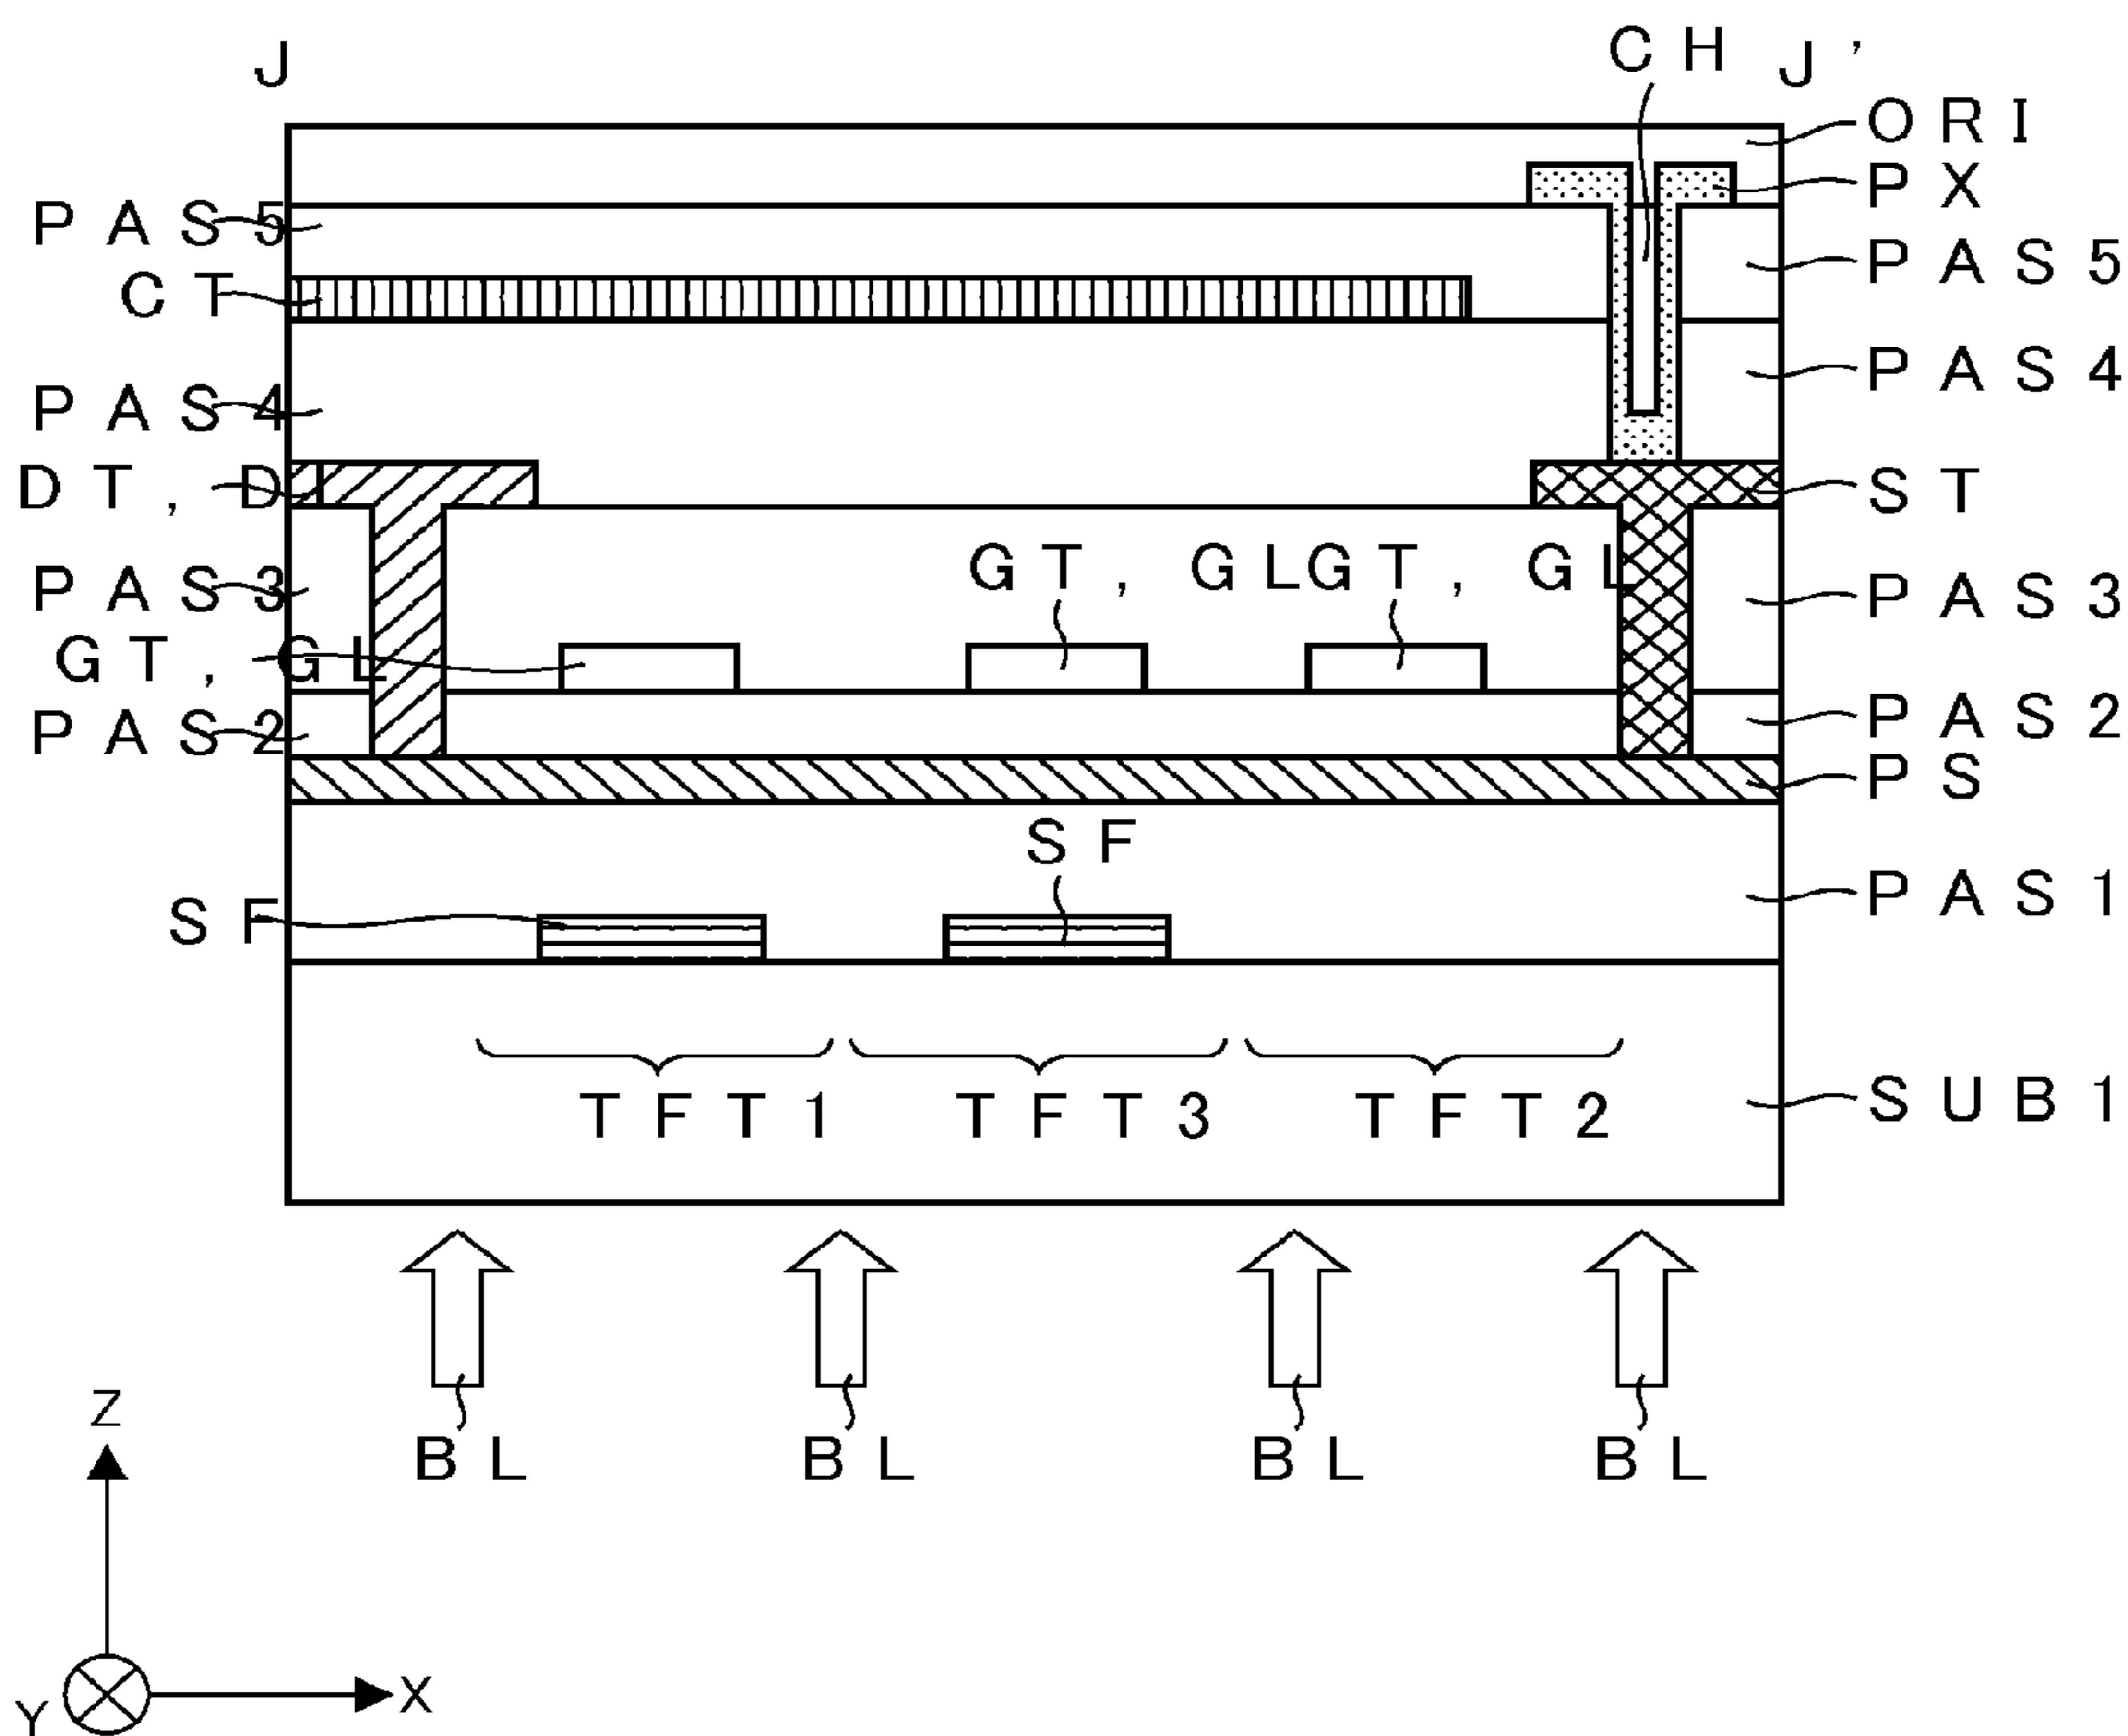 J
CH
J'
ORI
PX
PAS5
PAS5
CT
PAS4
PAS4
DT, D
ST
GT, GL
GT, GL
PAS3
PAS3
GT, GL
PAS2
PAS2
PS
SF
SF
PAS1
TFT1
TFT3
TFT2
SUB1
BL
BL
BL
BL
Z
X
Y